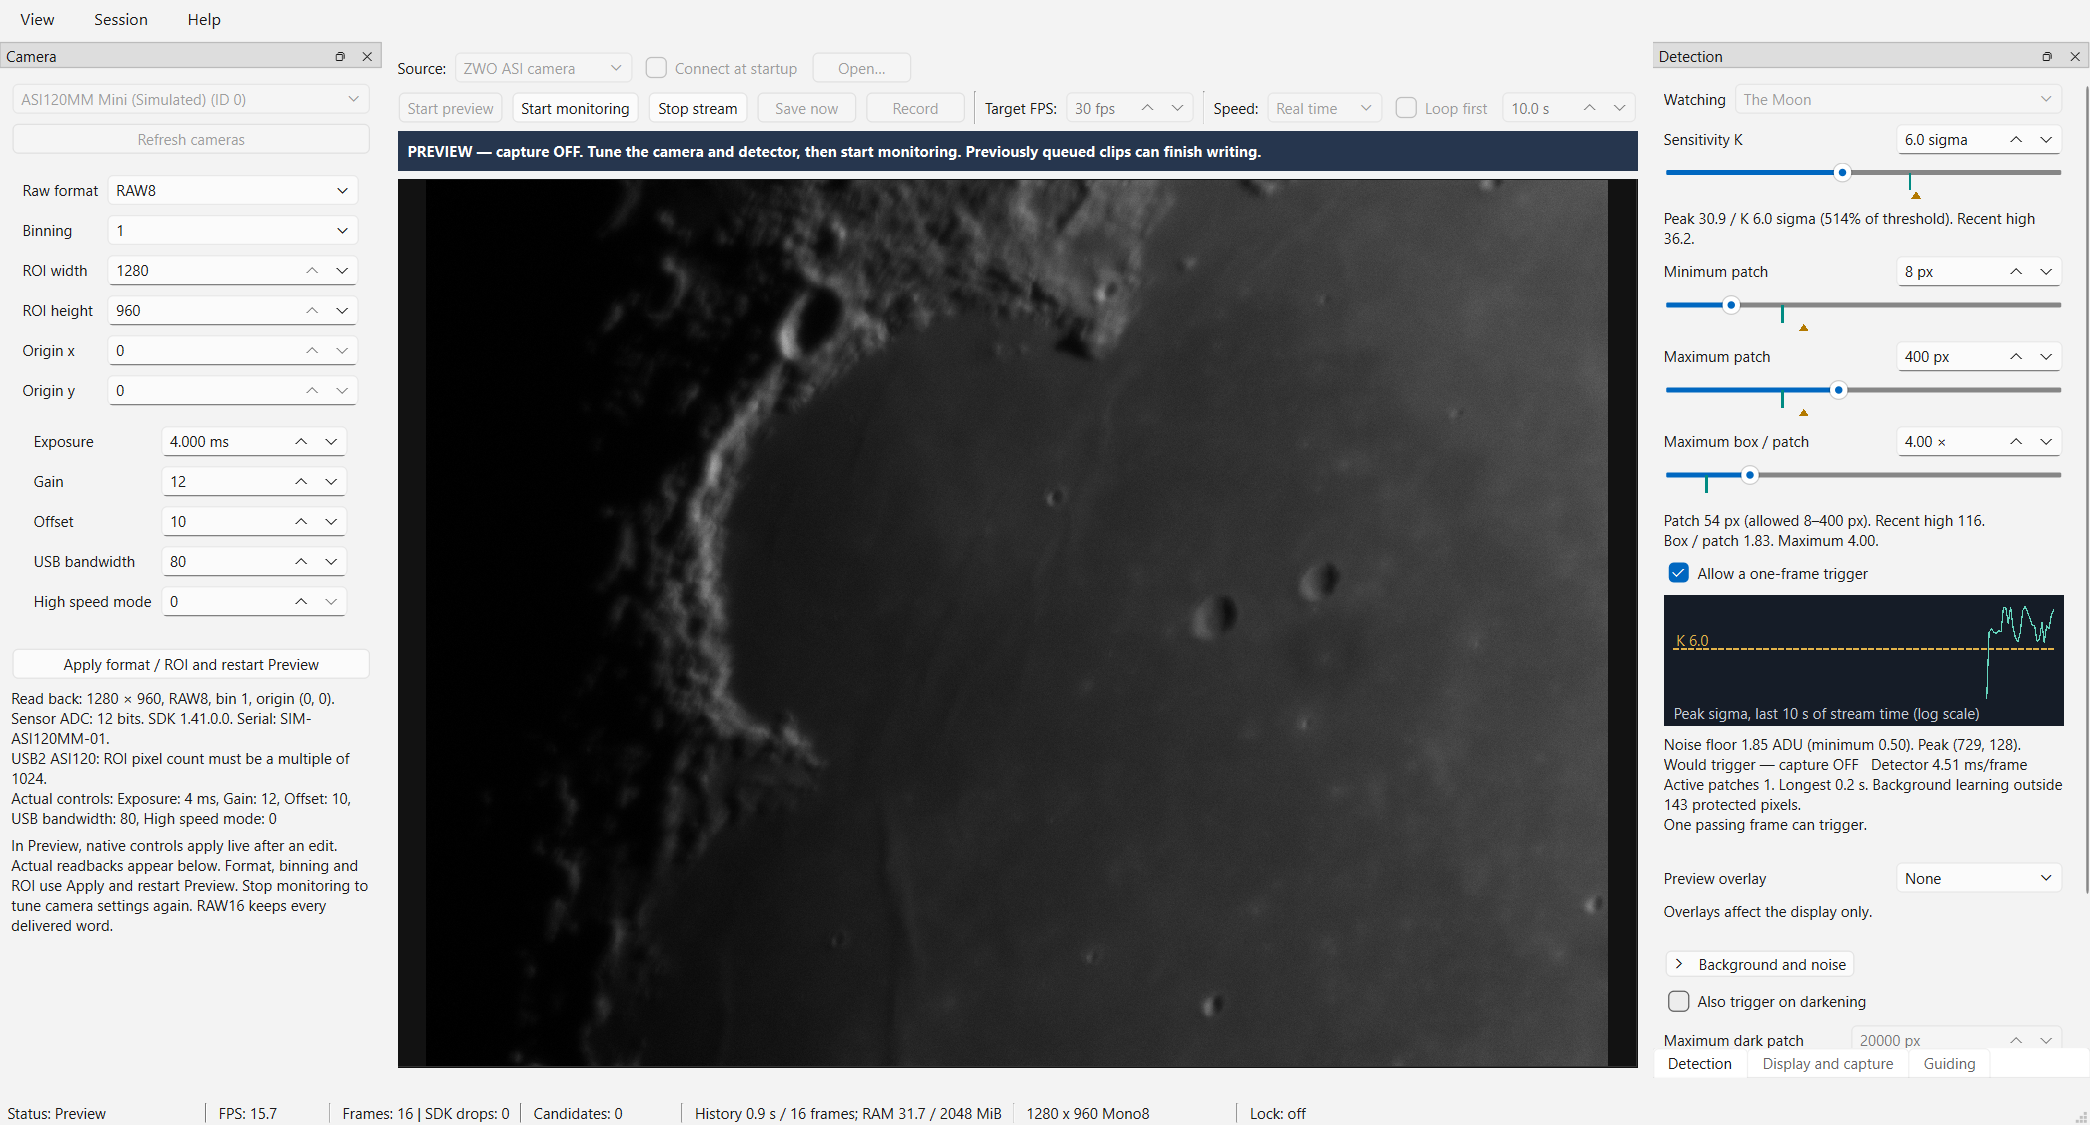 View Session Help
Camera
ASI120MM Mini (Simulated) (ID 0)
Refresh cameras
Raw format RAW8
Binning 1
ROI width 1280
ROI height 960
Origin x 0
Origin y 0
Exposure 4.000 ms
Gain 12
Offset 10
USB bandwidth 80
High speed mode 0
Apply format / ROI and restart Preview
Read back: 1280 × 960, RAW8, bin 1, origin (0, 0).
Sensor ADC: 12 bits. SDK 1.41.0.0. Serial: SIM-
ASI120MM-01.
USB2 ASI120: ROI pixel count must be a multiple of
1024.
Actual controls: Exposure: 4 ms, Gain: 12, Offset: 10,
USB bandwidth: 80, High speed mode: 0
In Preview, native controls apply live after an edit.
Actual readbacks appear below. Format, binning and
ROI use Apply and restart Preview. Stop monitoring to
tune camera settings again. RAW16 keeps every
delivered word.
Source: ZWO ASI camera Connect at startup Open...
Start preview Start monitoring Stop stream Save now Record Target FPS: 30 fps Speed: Real time Loop first 10.0 s
PREVIEW — capture OFF. Tune the camera and detector, then start monitoring. Previously queued clips can finish writing.
Detection
Watching The Moon
Sensitivity K 6.0 sigma
Peak 30.9 / K 6.0 sigma (514% of threshold). Recent high
36.2.
Minimum patch 8 px
Maximum patch 400 px
Maximum box / patch 4.00 ×
Patch 54 px (allowed 8–400 px). Recent high 116.
Box / patch 1.83. Maximum 4.00.
Allow a one-frame trigger
K 6.0
Peak sigma, last 10 s of stream time (log scale)
Noise floor 1.85 ADU (minimum 0.50). Peak (729, 128).
Would trigger — capture OFF Detector 4.51 ms/frame
Active patches 1. Longest 0.2 s. Background learning outside
143 protected pixels.
One passing frame can trigger.
Preview overlay None
Overlays affect the display only.
Background and noise
Also trigger on darkening
Maximum dark patch 20000 px
Detection Display and capture Guiding
Status: Preview FPS: 15.7 Frames: 16 | SDK drops: 0 Candidates: 0 History 0.9 s / 16 frames; RAM 31.7 / 2048 MiB 1280 x 960 Mono8 Lock: off